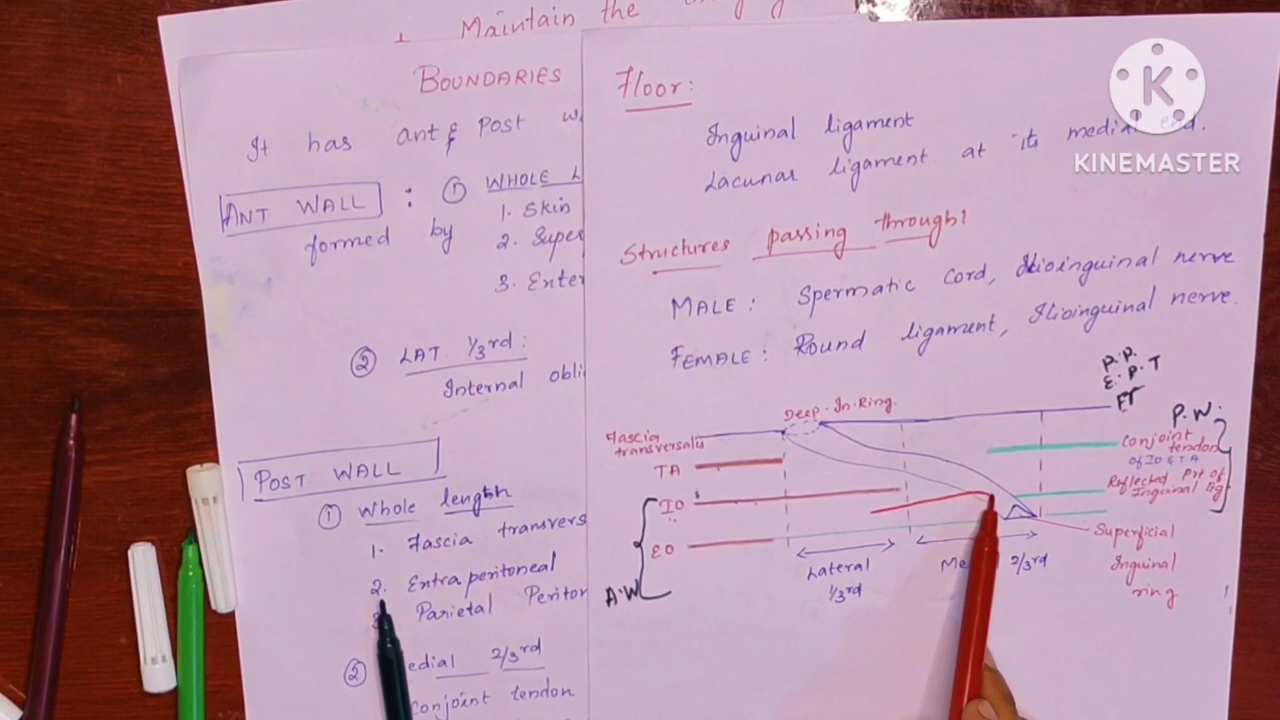 Maintain the
BOUNDARIES
It has ant & Post
ANT WALL : ① WHOLE L
formed by 1. Skin
2. Super
3. Exter
② LAT. 1/3rd:
Internal obli
POST WALL
① Whole length
1. Fascia transvers
2. Extraperitoneal
Parietal Periton
② edial 2/3rd
conjoint tendon
Floor:
Inguinal ligament
Lacunar ligament at its medial end.
Structures passing through:
MALE: Spermatic cord, Ilioinguinal nerve
FEMALE: Round ligament, Ilioinguinal nerve.
P.P.
E.P.T
FT
P.W.
Deep.In.Ring.
Fascia transversalis
TA
IO
EO
A.W
Conjoint tendon
of IO & TA
Reflected Prt of
Inguinal lig
Lateral
1/3rd
Me 2/3rd
Superficial
Inguinal
ring
K
KINEMASTER